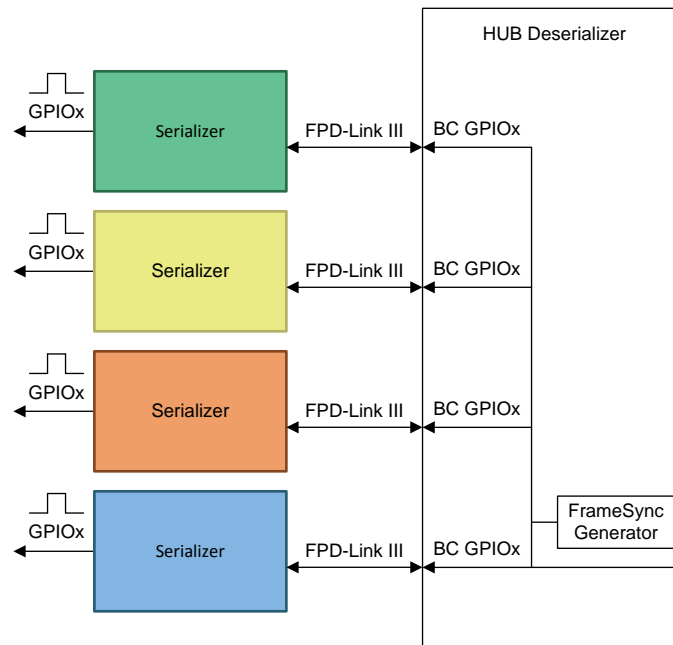 HUB Deserializer
GPIOx
Serializer
FPD-Link III
BC GPIOx
GPIOx
Serializer
FPD-Link III
BC GPIOx
GPIOx
Serializer
FPD-Link III
BC GPIOx
FrameSync
Generator
GPIOx
Serializer
FPD-Link III
BC GPIOx